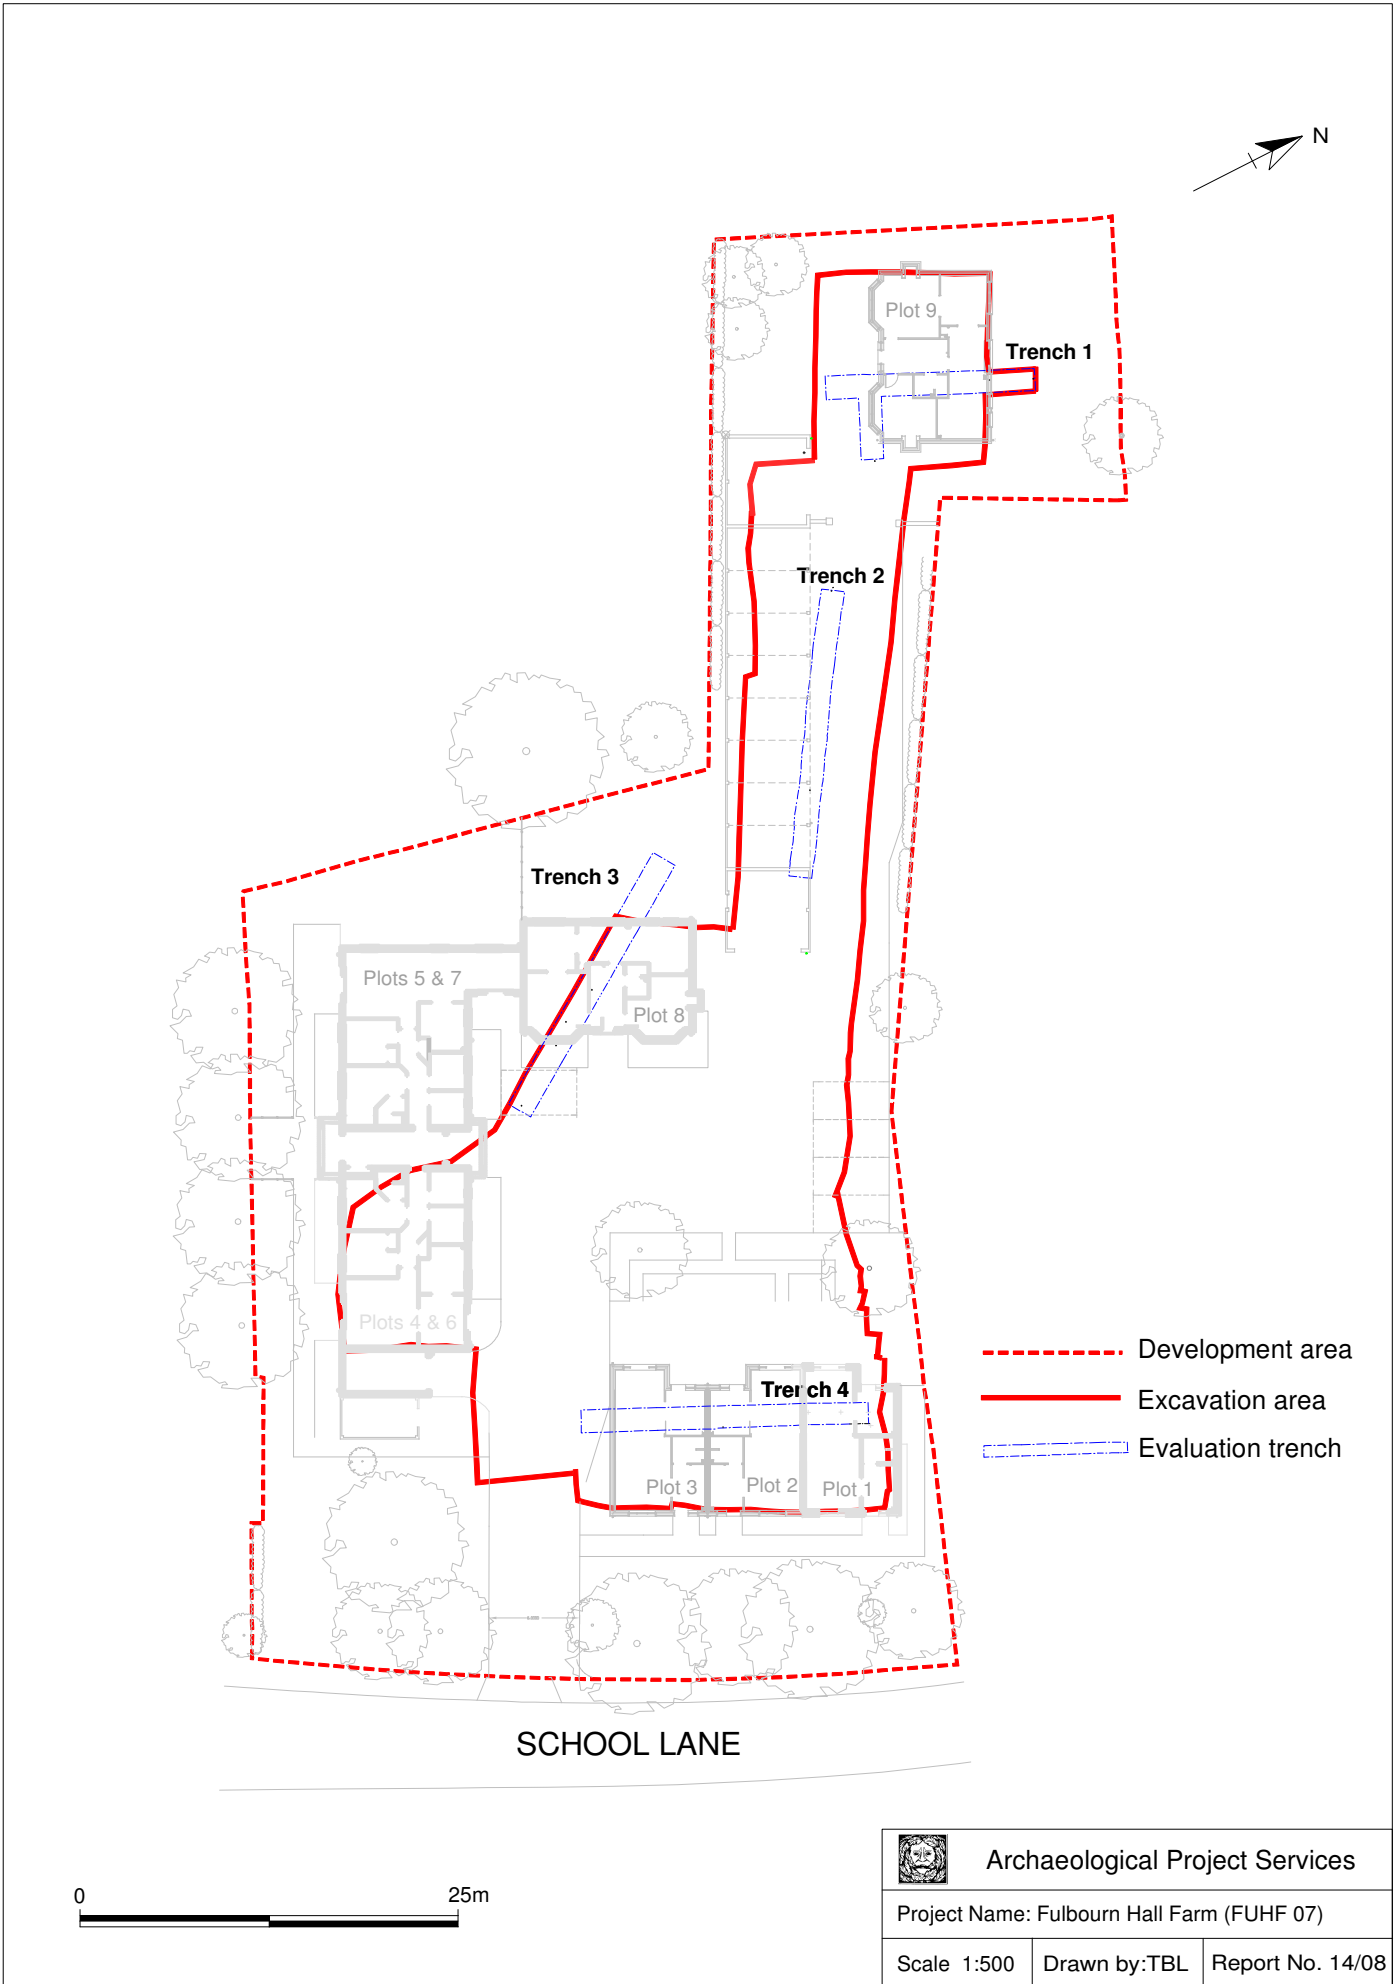 N
Plot 9
Trench 1
Trench 2
Trench 3
Plots 5 & 7
Plot 8
Plots 4 & 6
Development area
Trench 4
Excavation area
Evaluation trench
Plot 3
Plot 2
Plot 1
SCHOOL LANE
0
25m
Archaeological Project Services
Project Name: Fulbourn Hall Farm (FUHF 07)
Scale 1:500
Drawn by:TBL
Report No. 14/08